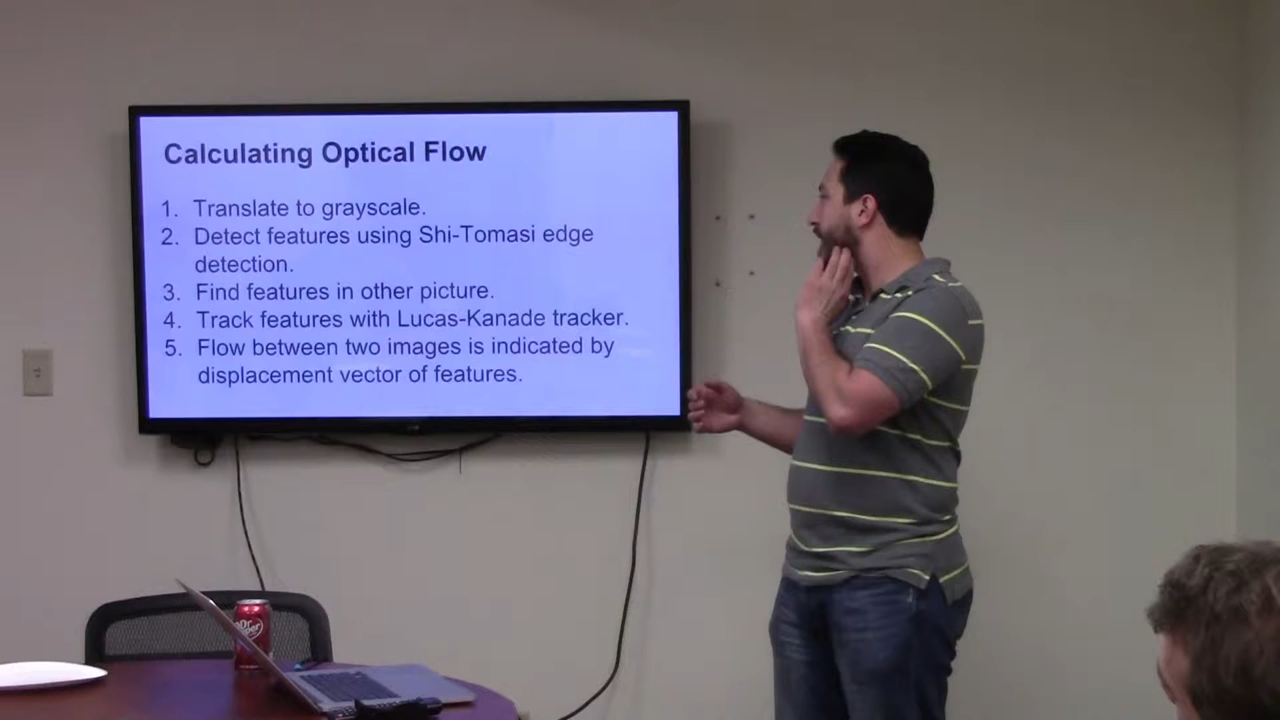 Calculating Optical Flow
1. Translate to grayscale.
2. Detect features using Shi-Tomasi edge
detection.
3. Find features in other picture.
4. Track features with Lucas-Kanade tracker.
5. Flow between two images is indicated by
displacement vector of features.
Dr